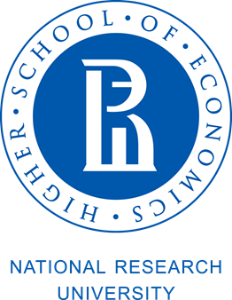 HIGHER · SCHOOL · OF · ECONOMICS ·
NATIONAL RESEARCH
UNIVERSITY